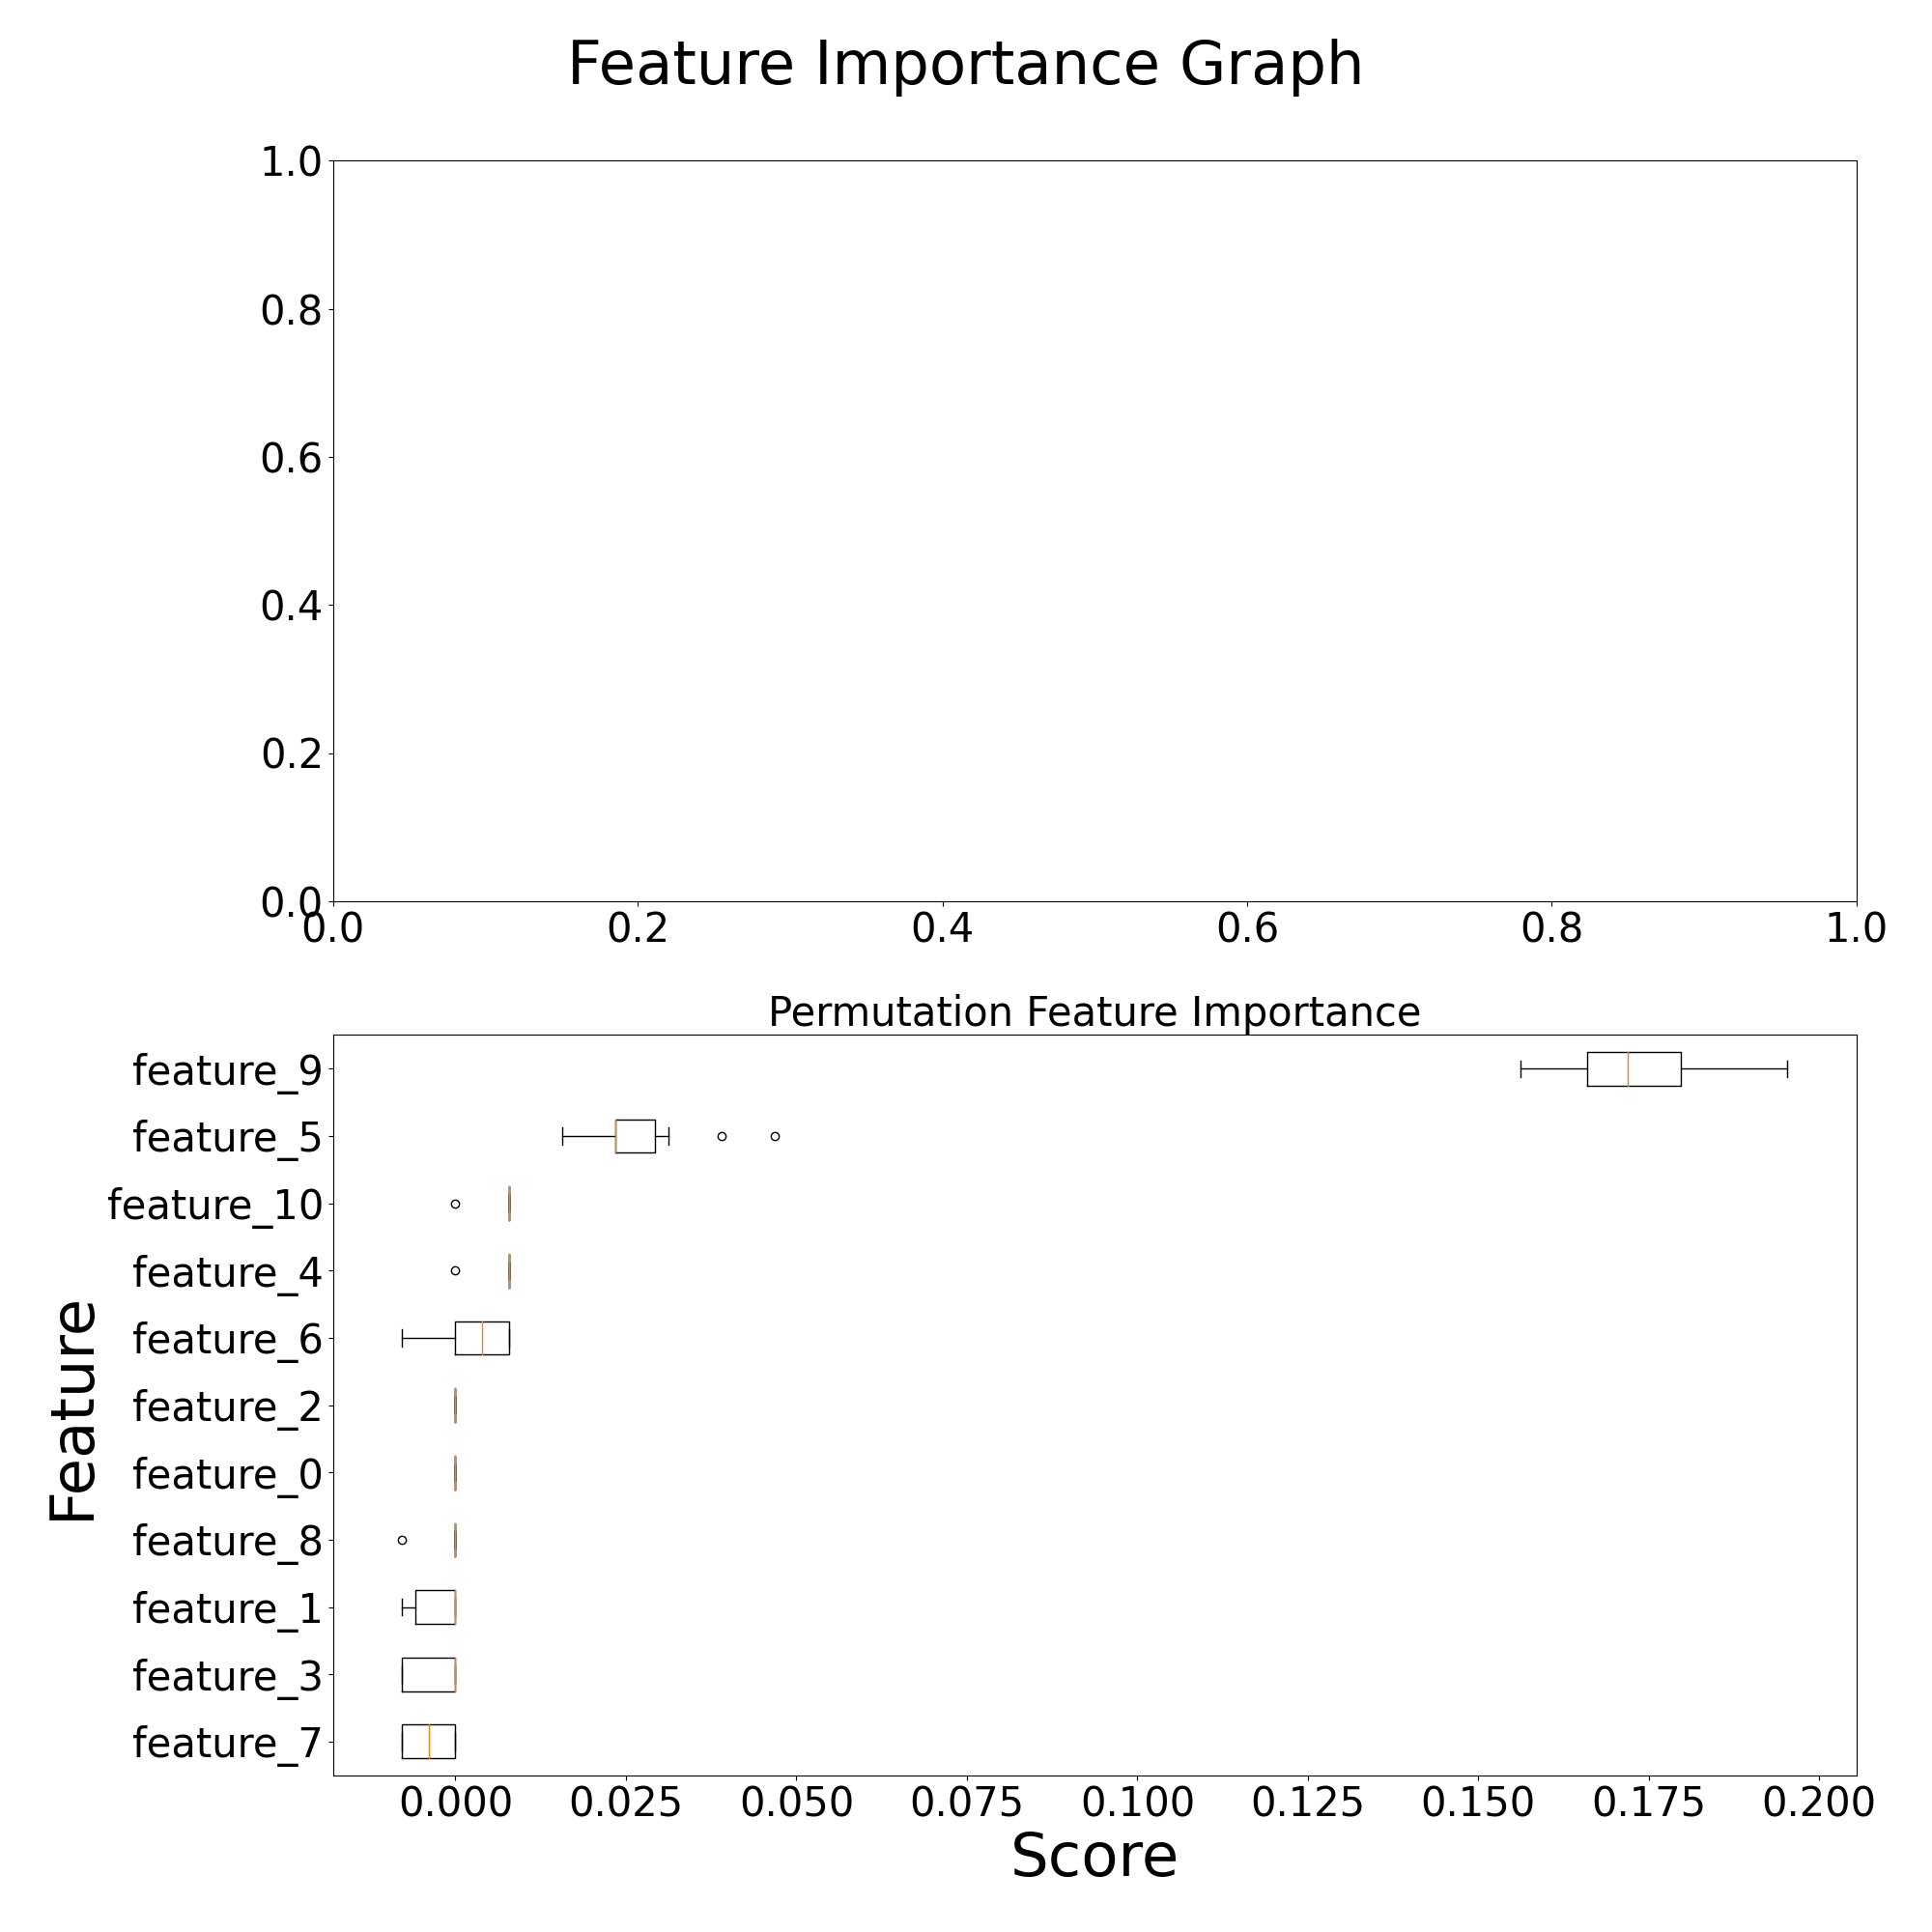 Feature Importance Graph
1.0
0.8
0.6
0.4
0.2
0.0
0.0 0.2 0.4 0.6 0.8 1.0
Permutation Feature Importance
feature_9
feature_5
feature_10
feature_4
feature_6
feature_2
feature_0
feature_8
feature_1
feature_3
feature_7
Feature
0.000 0.025 0.050 0.075 0.100 0.125 0.150 0.175 0.200
Score